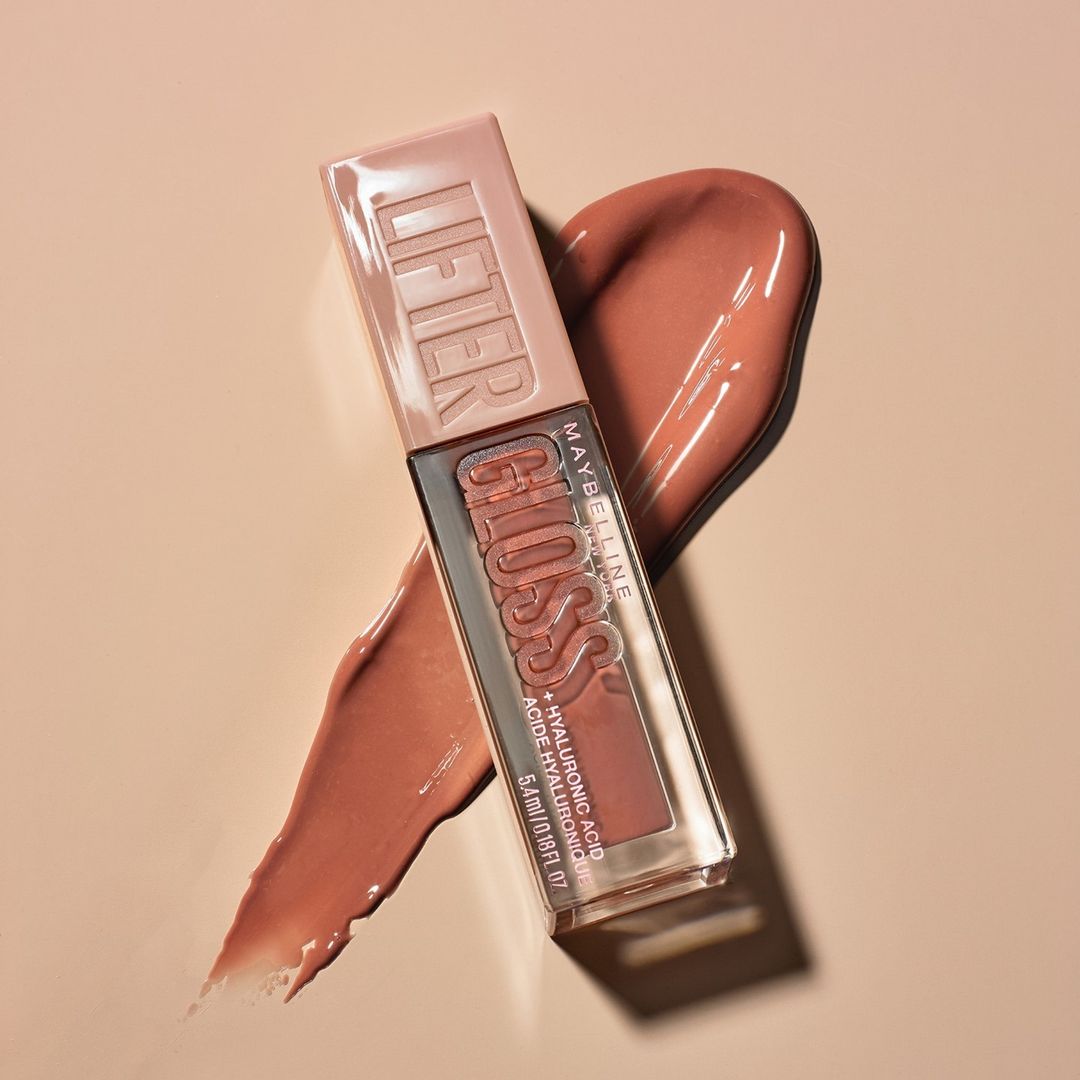 LIFTER
GLOSS
MAYBELLINE
NEW YORK
+ HYALURONIC ACID
ACIDE HYALURONIQUE
5.4ml/0.18FL.OZ.